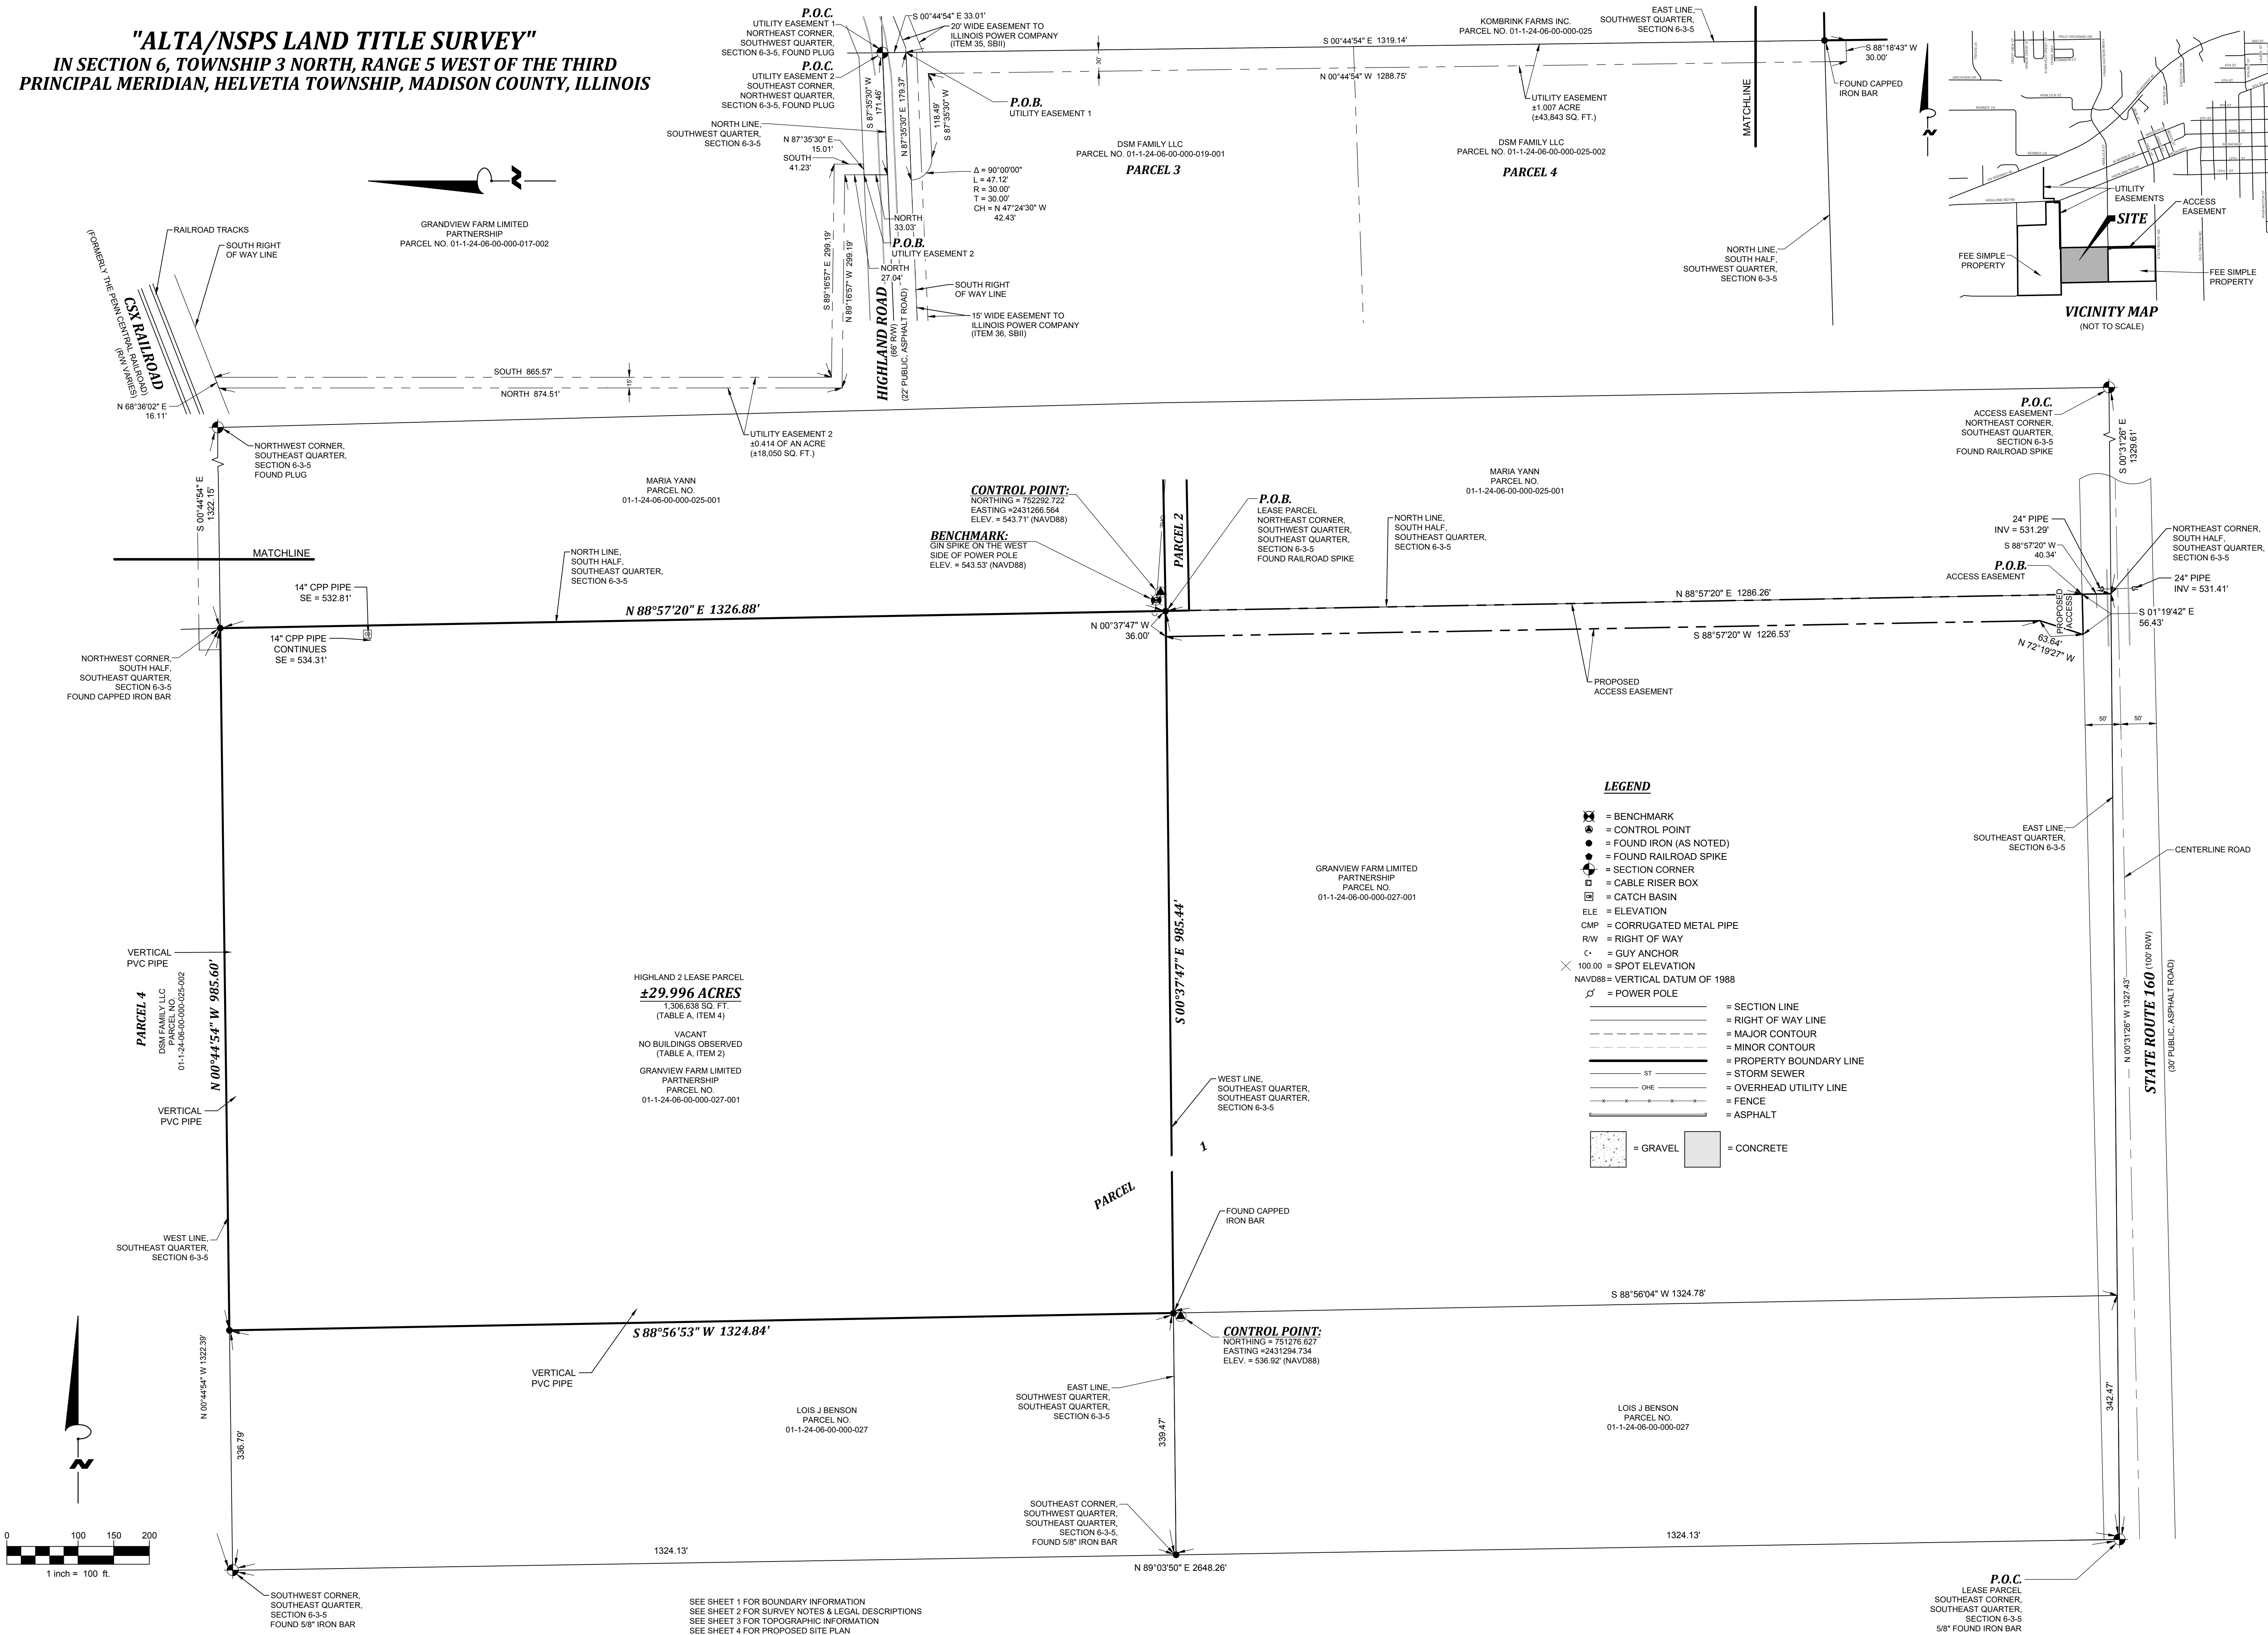 "ALTA/NSPS LAND TITLE SURVEY"
IN SECTION 6, TOWNSHIP 3 NORTH, RANGE 5 WEST OF THE THIRD
PRINCIPAL MERIDIAN, HELVETIA TOWNSHIP, MADISON COUNTY, ILLINOIS
P.O.C.
UTILITY EASEMENT 1
NORTHEAST CORNER,
SOUTHWEST QUARTER,
SECTION 6-3-5, FOUND PLUG
P.O.C.
UTILITY EASEMENT 2
SOUTHEAST CORNER,
NORTHWEST QUARTER,
SECTION 6-3-5, FOUND PLUG
NORTH LINE,
SOUTHWEST QUARTER,
SECTION 6-3-5
N 87°35'30" E
15.01'
SOUTH
41.23'
S 00°44'54" E 33.01'
20' WIDE EASEMENT TO
ILLINOIS POWER COMPANY
(ITEM 35, SBII)
S 87°35'30" W
171.46'
N 87°35'30" E 179.37'
118.49'
S 87°35'30" W
P.O.B.
UTILITY EASEMENT 1
Δ = 90°00'00"
L = 47.12'
R = 30.00'
T = 30.00'
CH = N 47°24'30" W
42.43'
NORTH
33.03'
P.O.B.
UTILITY EASEMENT 2
NORTH
27.04'
SOUTH RIGHT
OF WAY LINE
15' WIDE EASEMENT TO
ILLINOIS POWER COMPANY
(ITEM 36, SBII)
HIGHLAND ROAD
(66' R/W)
(22' PUBLIC, ASPHALT ROAD)
S 89°16'57" E 299.19'
N 89°16'57" W 299.19'
S 00°44'54" E 1319.14'
30'
N 00°44'54" W 1288.75'
KOMBRINK FARMS INC.
PARCEL NO. 01-1-24-06-00-000-025
EAST LINE,
SOUTHWEST QUARTER,
SECTION 6-3-5
MATCHLINE
S 88°18'43" W
30.00'
FOUND CAPPED
IRON BAR
UTILITY EASEMENT
±1.007 ACRE
(±43,843 SQ. FT.)
DSM FAMILY LLC
PARCEL NO. 01-1-24-06-00-000-019-001
PARCEL 3
DSM FAMILY LLC
PARCEL NO. 01-1-24-06-00-000-025-002
PARCEL 4
NORTH LINE,
SOUTH HALF,
SOUTHWEST QUARTER,
SECTION 6-3-5
N
UTILITY
EASEMENTS
SITE
ACCESS
EASEMENT
FEE SIMPLE
PROPERTY
FEE SIMPLE
PROPERTY
VICINITY MAP
(NOT TO SCALE)
N
GRANDVIEW FARM LIMITED
PARTNERSHIP
PARCEL NO. 01-1-24-06-00-000-017-002
RAILROAD TRACKS
SOUTH RIGHT
OF WAY LINE
CSX RAILROAD
(FORMERLY THE PENN CENTRAL RAILROAD)
(R/W VARIES)
N 68°36'02" E
16.11'
SOUTH 865.57'
15'
NORTH 874.51'
UTILITY EASEMENT 2
±0.414 OF AN ACRE
(±18,050 SQ. FT.)
NORTHWEST CORNER,
SOUTHEAST QUARTER,
SECTION 6-3-5
FOUND PLUG
S 00°44'54" E
1322.15'
MATCHLINE
MARIA YANN
PARCEL NO.
01-1-24-06-00-000-025-001
CONTROL POINT:
NORTHING = 752292.722
EASTING =2431266.564
ELEV. = 543.71' (NAVD88)
BENCHMARK:
GIN SPIKE ON THE WEST
SIDE OF POWER POLE
ELEV. = 543.53' (NAVD88)
PARCEL 2
P.O.B.
LEASE PARCEL
NORTHEAST CORNER,
SOUTHWEST QUARTER,
SOUTHEAST QUARTER,
SECTION 6-3-5
FOUND RAILROAD SPIKE
NORTH LINE,
SOUTH HALF,
SOUTHEAST QUARTER,
SECTION 6-3-5
MARIA YANN
PARCEL NO.
01-1-24-06-00-000-025-001
P.O.C.
ACCESS EASEMENT
NORTHEAST CORNER,
SOUTHEAST QUARTER,
SECTION 6-3-5
FOUND RAILROAD SPIKE
S 00°31'26" E
1329.61'
24" PIPE
INV = 531.29'
S 88°57'20" W
40.34'
P.O.B.
ACCESS EASEMENT
NORTHEAST CORNER,
SOUTH HALF,
SOUTHEAST QUARTER,
SECTION 6-3-5
24" PIPE
INV = 531.41'
S 01°19'42" E
56.43'
PROPOSED
ACCESS
63.64'
N 72°19'27" W
14" CPP PIPE
SE = 532.81'
14" CPP PIPE
CONTINUES
SE = 534.31'
NORTH LINE,
SOUTH HALF,
SOUTHEAST QUARTER,
SECTION 6-3-5
N 88°57'20" E 1326.88'
N 00°37'47" W
36.00'
N 88°57'20" E 1286.26'
S 88°57'20" W 1226.53'
PROPOSED
ACCESS EASEMENT
NORTHWEST CORNER,
SOUTH HALF,
SOUTHEAST QUARTER,
SECTION 6-3-5
FOUND CAPPED IRON BAR
50'
50'
EAST LINE,
SOUTHEAST QUARTER,
SECTION 6-3-5
CENTERLINE ROAD
N 00°31'26" W 1327.43'
STATE ROUTE 160 (100' R/W)
(30' PUBLIC, ASPHALT ROAD)
LEGEND
= BENCHMARK
= CONTROL POINT
= FOUND IRON (AS NOTED)
= FOUND RAILROAD SPIKE
= SECTION CORNER
= CABLE RISER BOX
CB = CATCH BASIN
ELE = ELEVATION
CMP = CORRUGATED METAL PIPE
R/W = RIGHT OF WAY
= GUY ANCHOR
100.00 = SPOT ELEVATION
NAVD88 = VERTICAL DATUM OF 1988
= POWER POLE
= SECTION LINE
= RIGHT OF WAY LINE
= MAJOR CONTOUR
= MINOR CONTOUR
= PROPERTY BOUNDARY LINE
ST = STORM SEWER
OHE = OVERHEAD UTILITY LINE
x x x x x = FENCE
= ASPHALT
= GRAVEL
= CONCRETE
GRANVIEW FARM LIMITED
PARTNERSHIP
PARCEL NO.
01-1-24-06-00-000-027-001
VERTICAL
PVC PIPE
PARCEL 4
DSM FAMILY LLC
PARCEL NO.
01-1-24-06-00-000-025-002
N 00°44'54" W 985.60'
VERTICAL
PVC PIPE
WEST LINE,
SOUTHEAST QUARTER,
SECTION 6-3-5
HIGHLAND 2 LEASE PARCEL
±29.996 ACRES
1,306,638 SQ. FT.
(TABLE A, ITEM 4)
VACANT
NO BUILDINGS OBSERVED
(TABLE A, ITEM 2)
GRANVIEW FARM LIMITED
PARTNERSHIP
PARCEL NO.
01-1-24-06-00-000-027-001
S 00°37'47" E 985.44'
WEST LINE,
SOUTHEAST QUARTER,
SOUTHEAST QUARTER,
SECTION 6-3-5
PARCEL 1
FOUND CAPPED
IRON BAR
S 88°56'53" W 1324.84'
S 88°56'04" W 1324.78'
CONTROL POINT:
NORTHING = 751276.627
EASTING =2431294.734
ELEV. = 536.92' (NAVD88)
VERTICAL
PVC PIPE
EAST LINE,
SOUTHWEST QUARTER,
SOUTHEAST QUARTER,
SECTION 6-3-5
N 00°44'54" W 1322.39'
336.79'
339.47'
342.47'
LOIS J BENSON
PARCEL NO.
01-1-24-06-00-000-027
LOIS J BENSON
PARCEL NO.
01-1-24-06-00-000-027
N
0 100 150 200
1 inch = 100 ft.
SOUTHEAST CORNER,
SOUTHWEST QUARTER,
SOUTHEAST QUARTER,
SECTION 6-3-5,
FOUND 5/8" IRON BAR
1324.13'
1324.13'
N 89°03'50" E 2648.26'
SOUTHWEST CORNER,
SOUTHEAST QUARTER,
SECTION 6-3-5
FOUND 5/8" IRON BAR
P.O.C.
LEASE PARCEL
SOUTHEAST CORNER,
SOUTHEAST QUARTER,
SECTION 6-3-5
5/8" FOUND IRON BAR
SEE SHEET 1 FOR BOUNDARY INFORMATION
SEE SHEET 2 FOR SURVEY NOTES & LEGAL DESCRIPTIONS
SEE SHEET 3 FOR TOPOGRAPHIC INFORMATION
SEE SHEET 4 FOR PROPOSED SITE PLAN